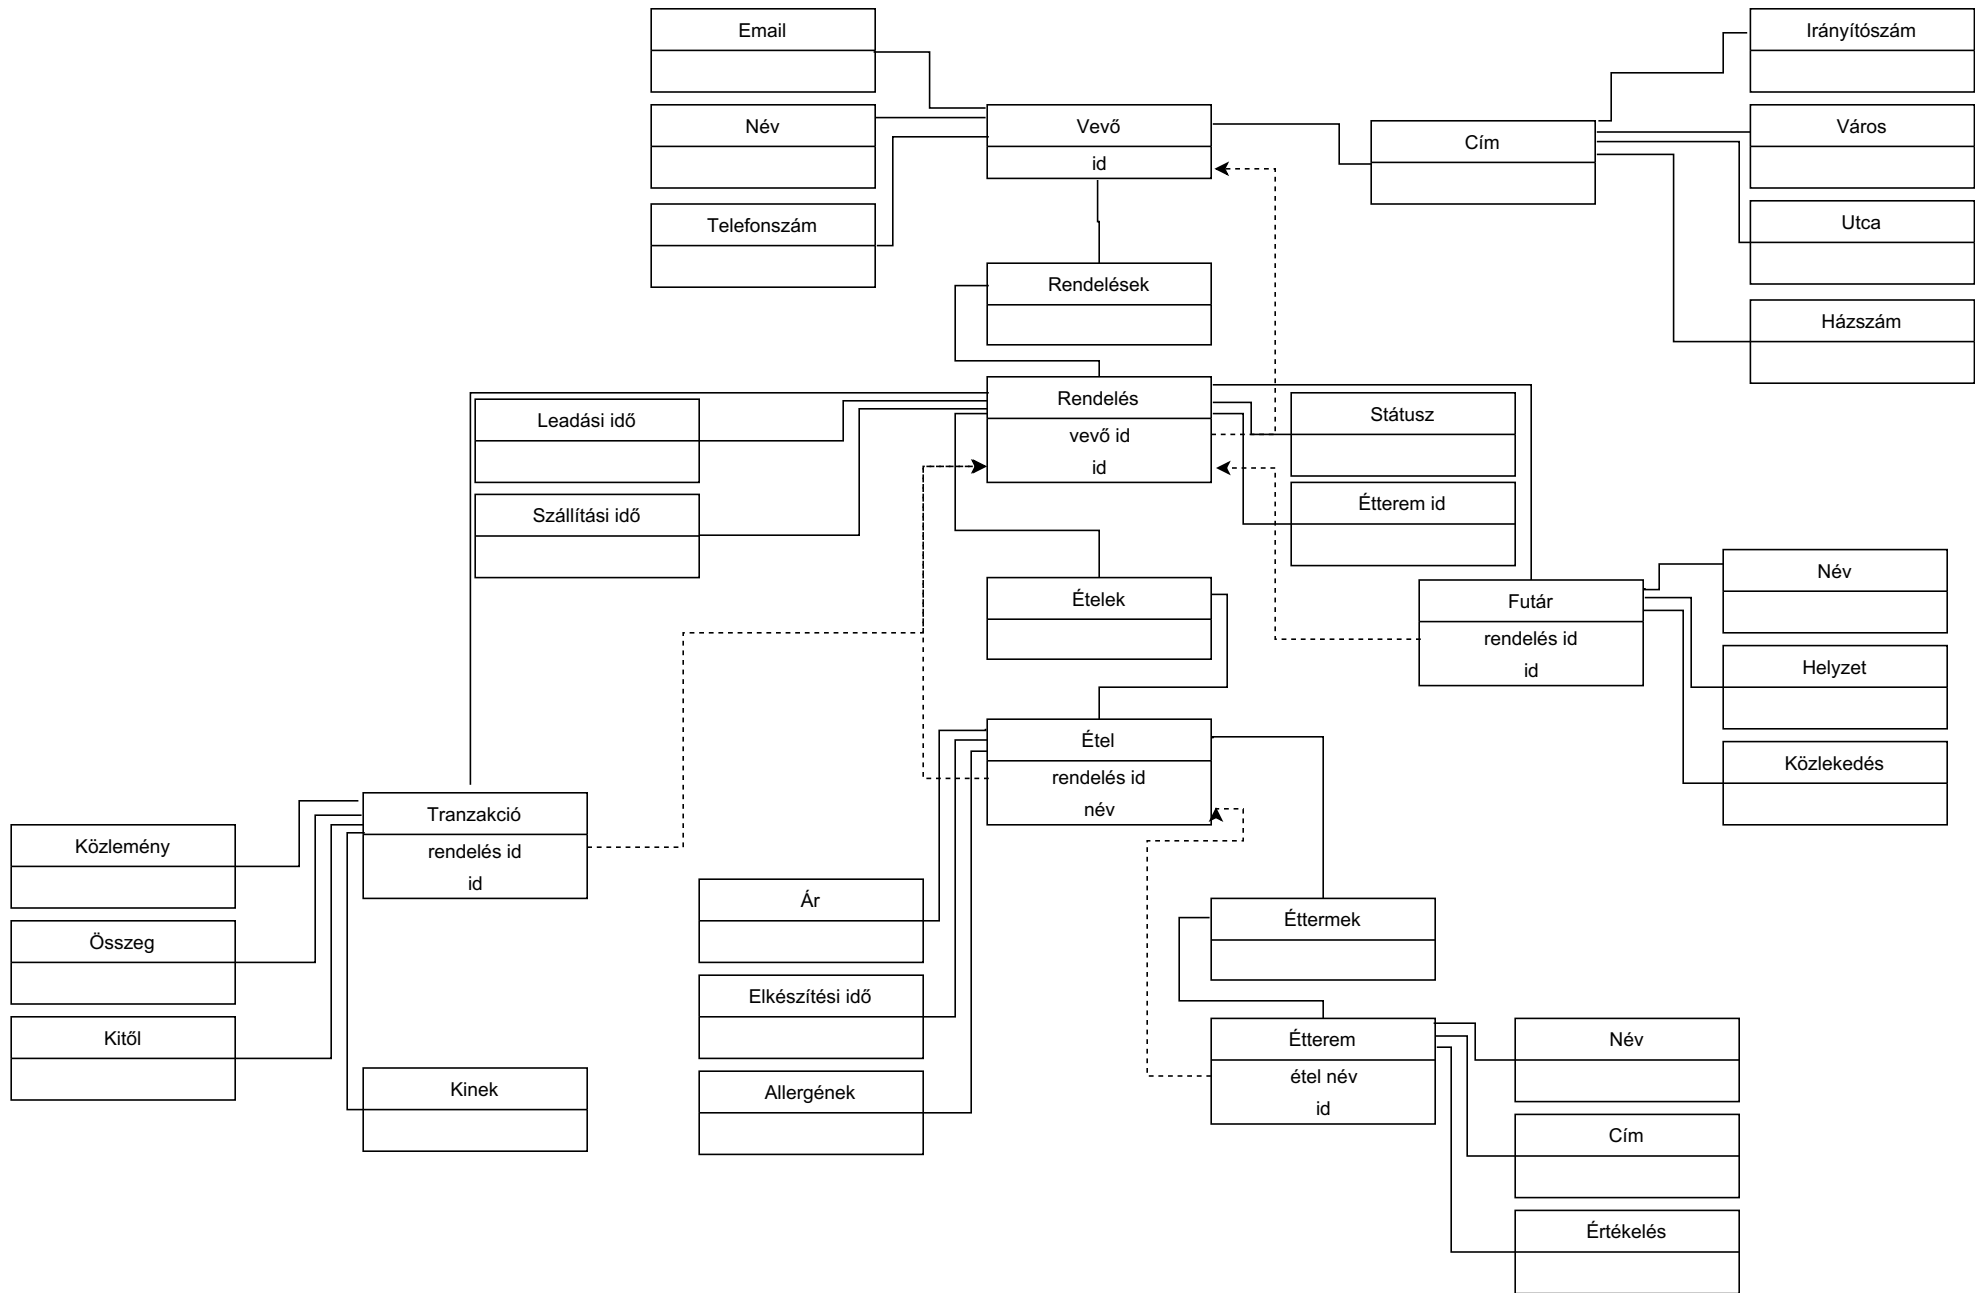 Email
Irányítószám
Név
Vevő
id
Cím
Város
Telefonszám
Utca
Rendelések
Házszám
Rendelés
vevő id
id
Leadási idő
Státusz
Szállítási idő
Étterem id
Név
Ételek
Futár
rendelés id
id
Helyzet
Étel
rendelés id
név
Közlekedés
Tranzakció
rendelés id
id
Közlemény
Ár
Éttermek
Összeg
Elkészítési idő
Kitől
Étterem
étel név
id
Név
Kinek
Allergének
Cím
Értékelés